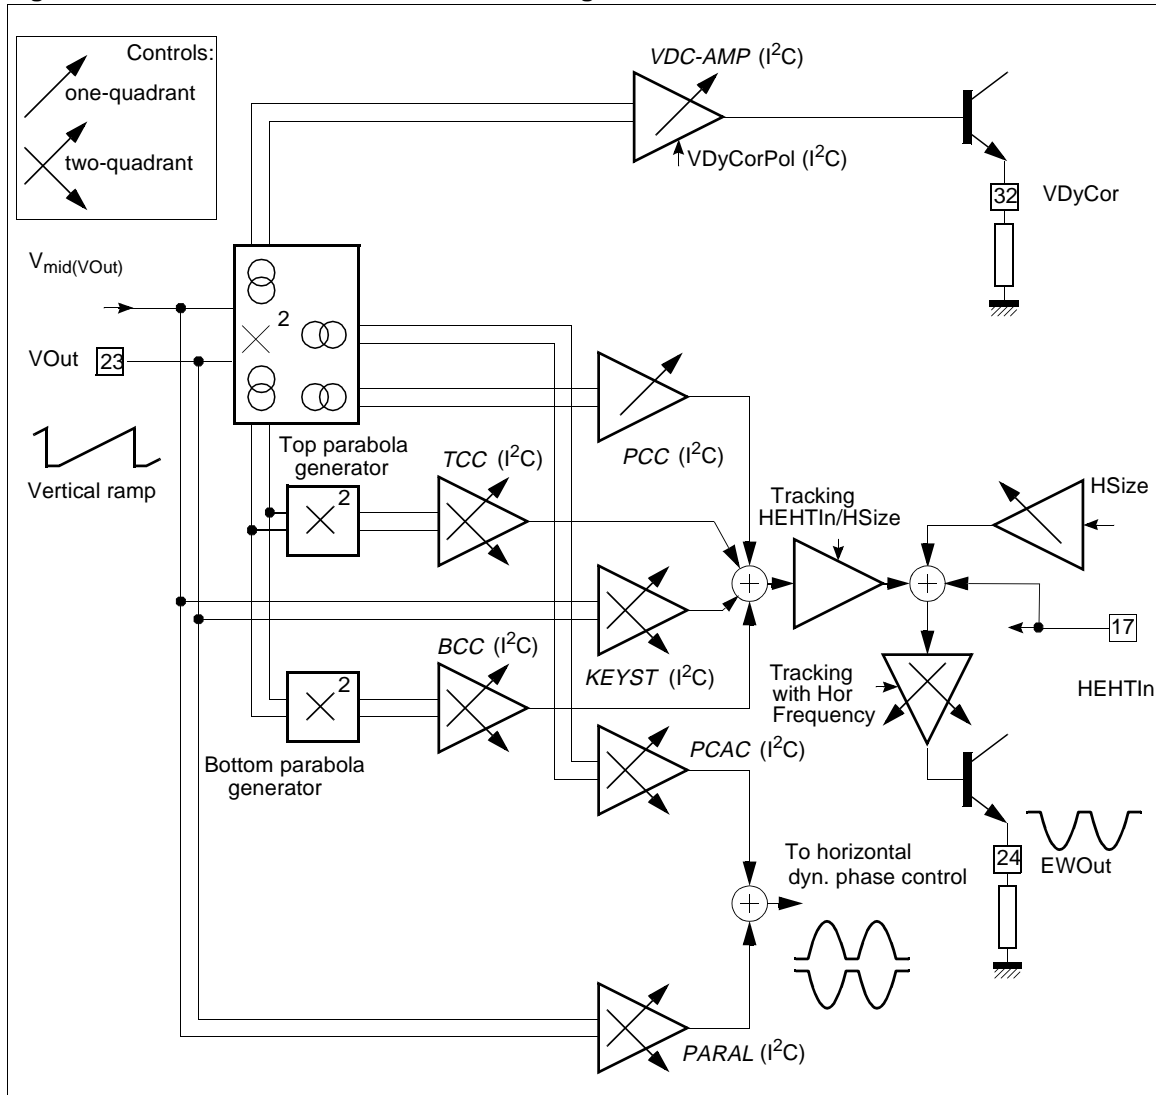 Controls:
one-quadrant
two-quadrant
VDC-AMP (I2C)
VDyCorPol (I2C)
32
VDyCor
Vmid(VOut)
2
VOut
23
Vertical ramp
Top parabola
generator
2
TCC (I2C)
PCC (I2C)
Tracking
HEHTIn/HSize
HSize
KEYST (I2C)
17
HEHTIn
BCC (I2C)
2
Bottom parabola
generator
Tracking
with Hor
Frequency
PCAC (I2C)
To horizontal
dyn. phase control
24
EWOut
PARAL (I2C)